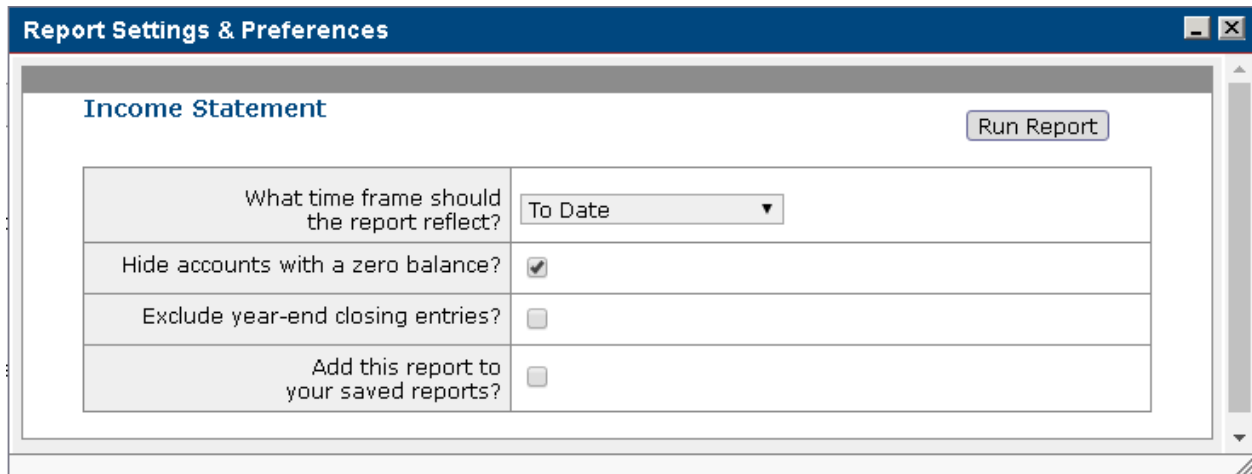 Report Settings & Preferences
Income Statement
Run Report
What time frame should
the report reflect?
To Date
Hide accounts with a zero balance?
Exclude year-end closing entries?
Add this report to
your saved reports?